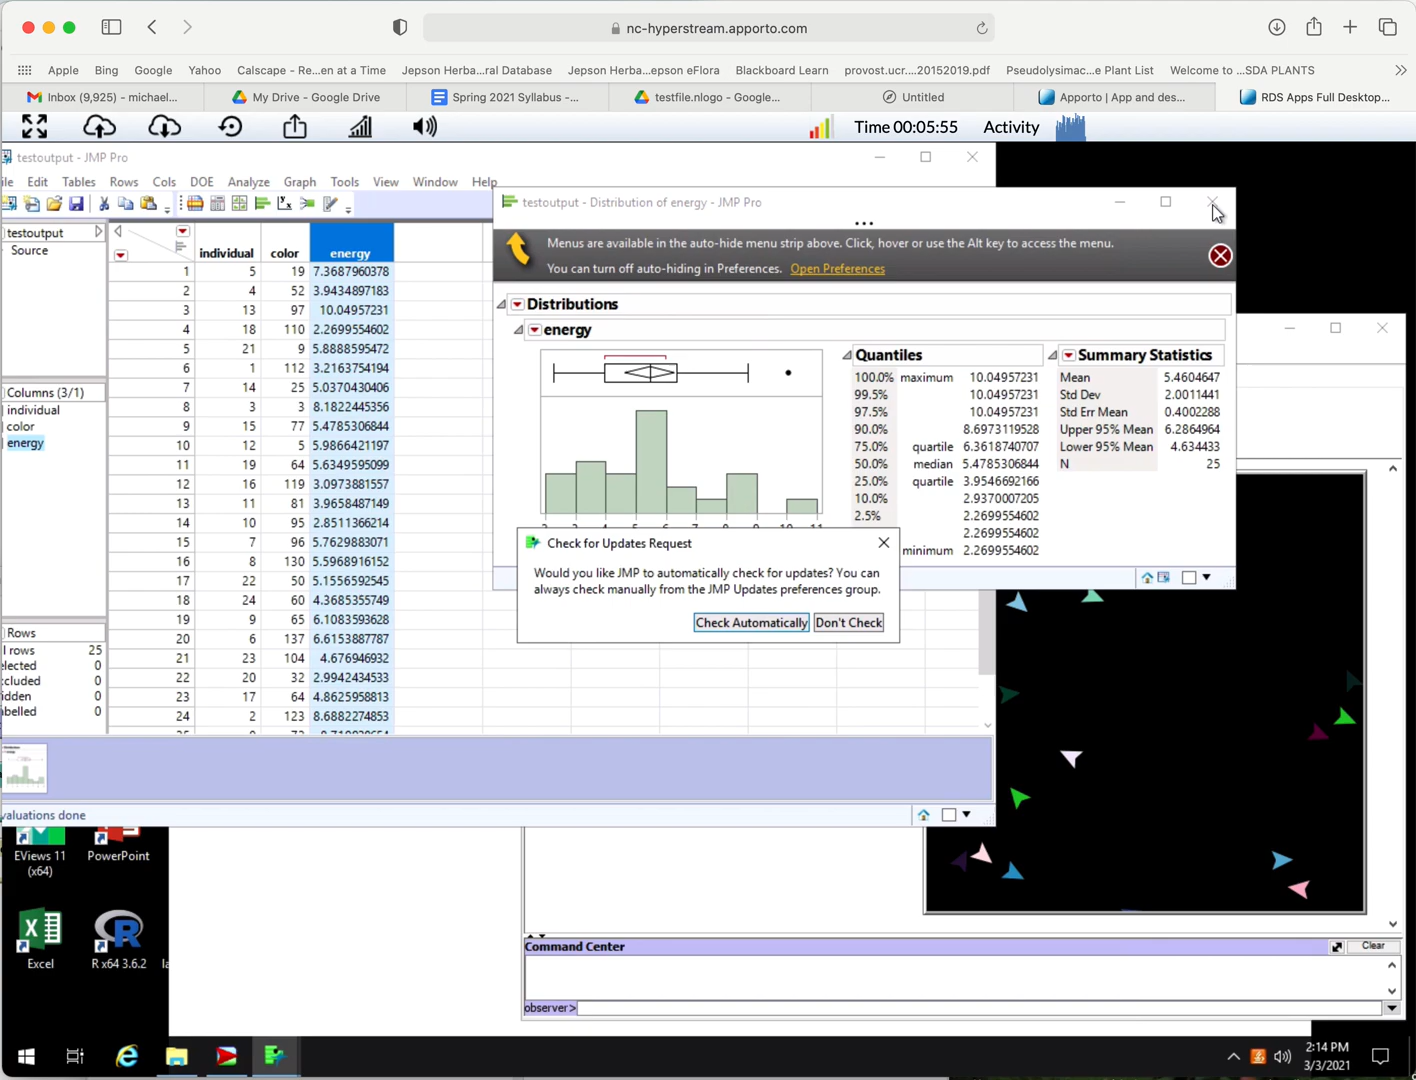 nc-hyperstream.apporto.com
Apple Bing Google Yahoo Calscape - Re...en at a Time Jepson Herba...ral Database Jepson Herba...epson eFlora Blackboard Learn provost.ucr....20152019.pdf Pseudolysimac...e Plant List Welcome to ...SDA PLANTS
Inbox (9,925) - michael... My Drive - Google Drive Spring 2021 Syllabus -... testfile.nlogo - Google... Untitled Apporto | App and des... RDS Apps Full Desktop...
Time 00:05:55 Activity
testoutput - JMP Pro
ile Edit Tables Rows Cols DOE Analyze Graph Tools View Window Help
testoutput - Distribution of energy - JMP Pro
Menus are available in the auto-hide menu strip above. Click, hover or use the Alt key to access the menu.
You can turn off auto-hiding in Preferences. Open Preferences
testoutput
Source
Columns (3/1)
individual
color
energy
Rows
l rows 25
elected 0
xcluded 0
idden 0
abelled 0
individual color energy
1 5 19 7.3687960378
2 4 52 3.9434897183
3 13 97 10.04957231
4 18 110 2.2699554602
5 21 9 5.8888595472
6 1 112 3.2163754194
7 14 25 5.0370430406
8 3 3 8.1822445356
9 15 77 5.4785306844
10 12 5 5.9866421197
11 19 64 5.6349595099
12 16 119 3.0973881557
13 11 81 3.9658487149
14 10 95 2.8511366214
15 7 96 5.7629883071
16 8 130 5.5968916152
17 22 50 5.1556592545
18 24 60 4.3685355749
19 9 65 6.1083593628
20 6 137 6.6153887787
21 23 104 4.676946932
22 20 32 2.9942434533
23 17 64 4.8625958813
24 2 123 8.6882274853
Distributions
energy
Quantiles
100.0% maximum 10.04957231
99.5% 10.04957231
97.5% 10.04957231
90.0% 8.6973119528
75.0% quartile 6.3618740707
50.0% median 5.4785306844
25.0% quartile 3.9546692166
10.0% 2.9370007205
2.5% 2.2699554602
2.2699554602
minimum 2.2699554602
Summary Statistics
Mean 5.4604647
Std Dev 2.0011441
Std Err Mean 0.4002288
Upper 95% Mean 6.2864964
Lower 95% Mean 4.634433
N 25
Check for Updates Request
Would you like JMP to automatically check for updates? You can
always check manually from the JMP Updates preferences group.
Check Automatically Don't Check
valuations done
EViews 11
(x64)
PowerPoint
Excel
R x64 3.6.2
Command Center
Clear
observer>
2:14 PM
3/3/2021